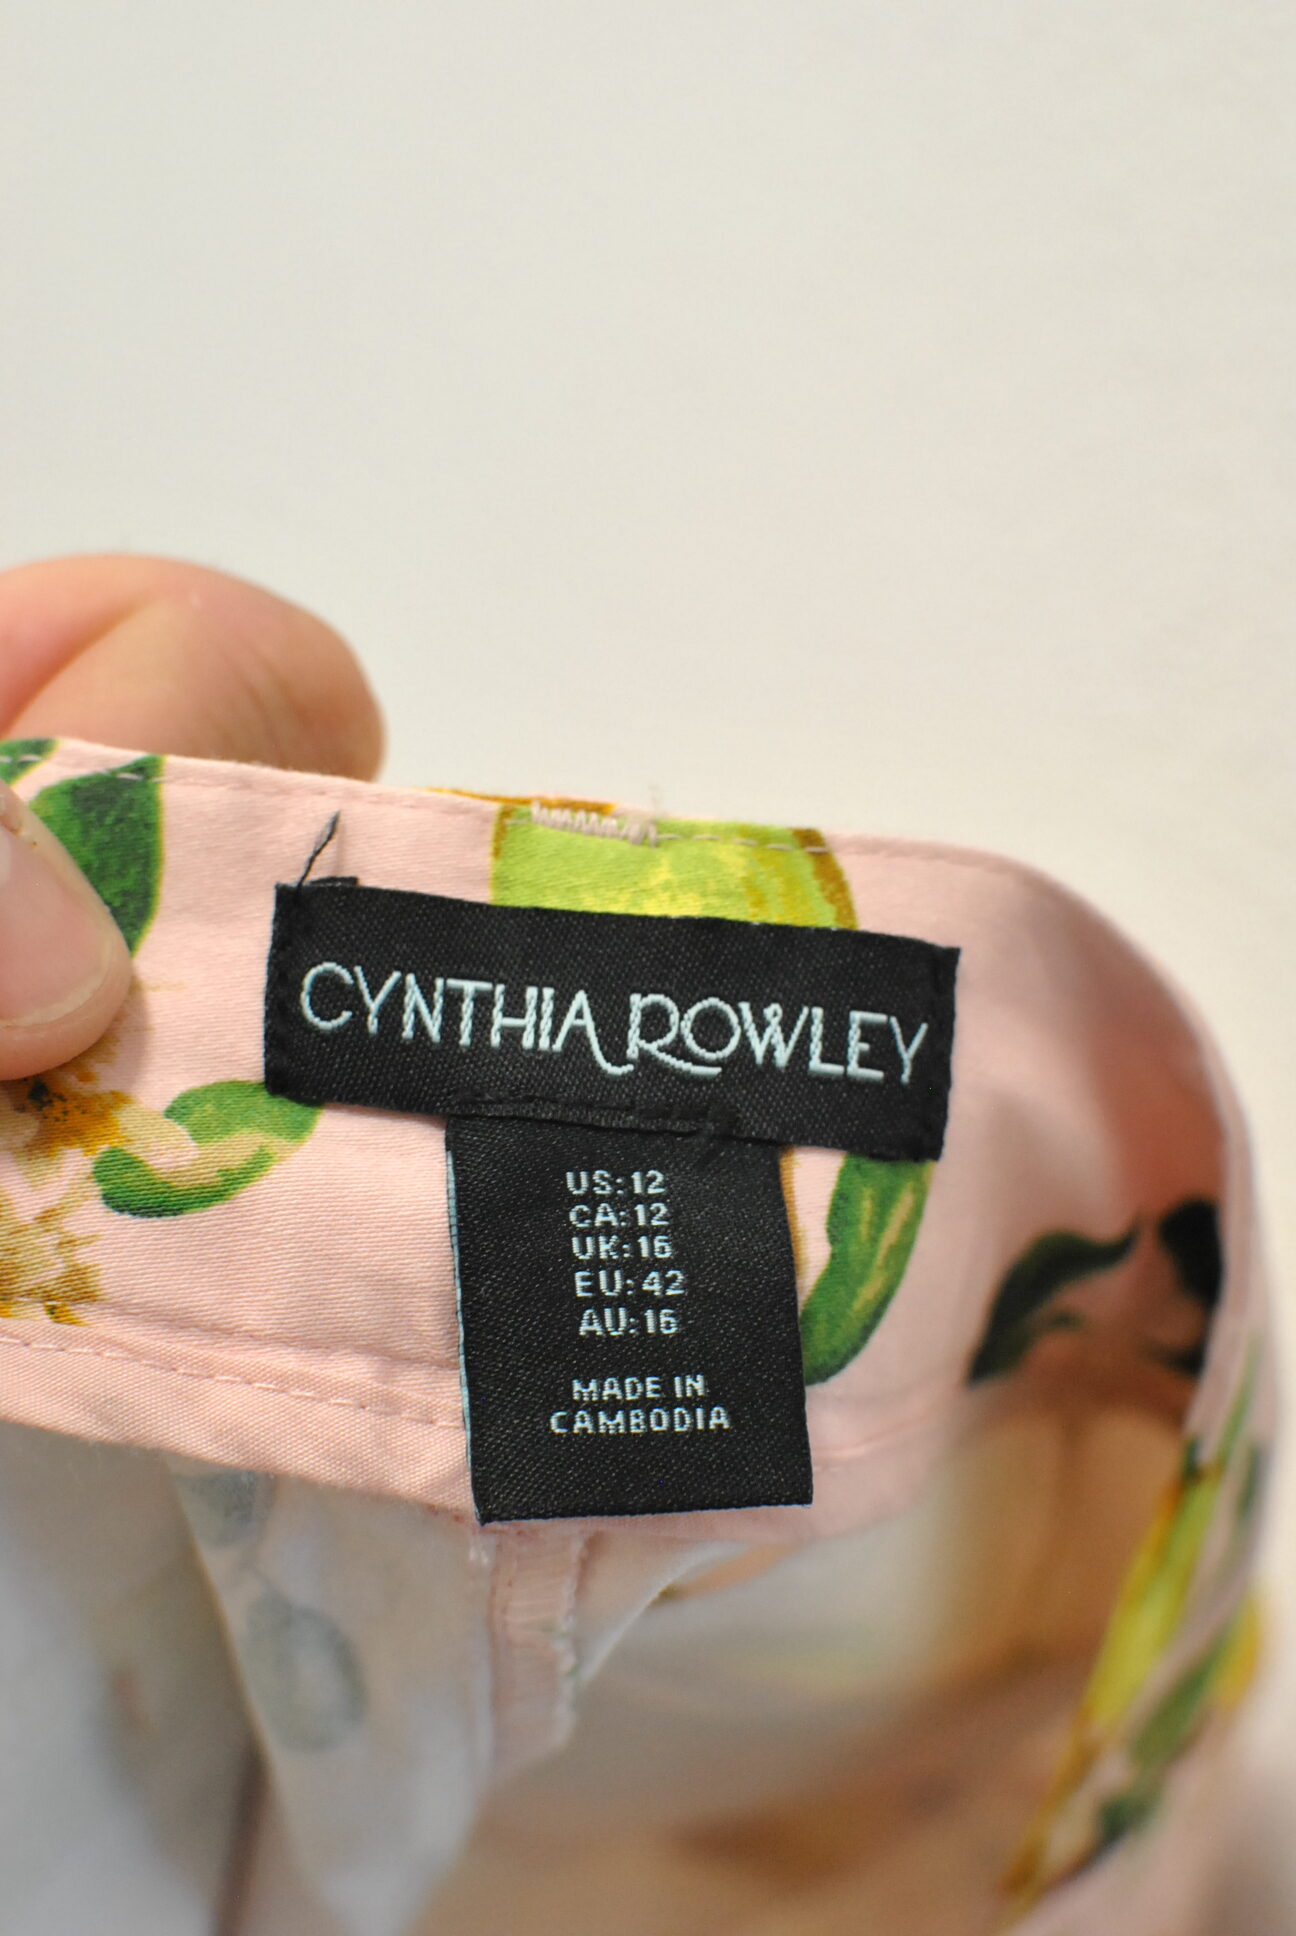 CYNTHIA ROWLEY
US:12
CA:12
UK:16
EU:42
AU:16
MADE IN
CAMBODIA